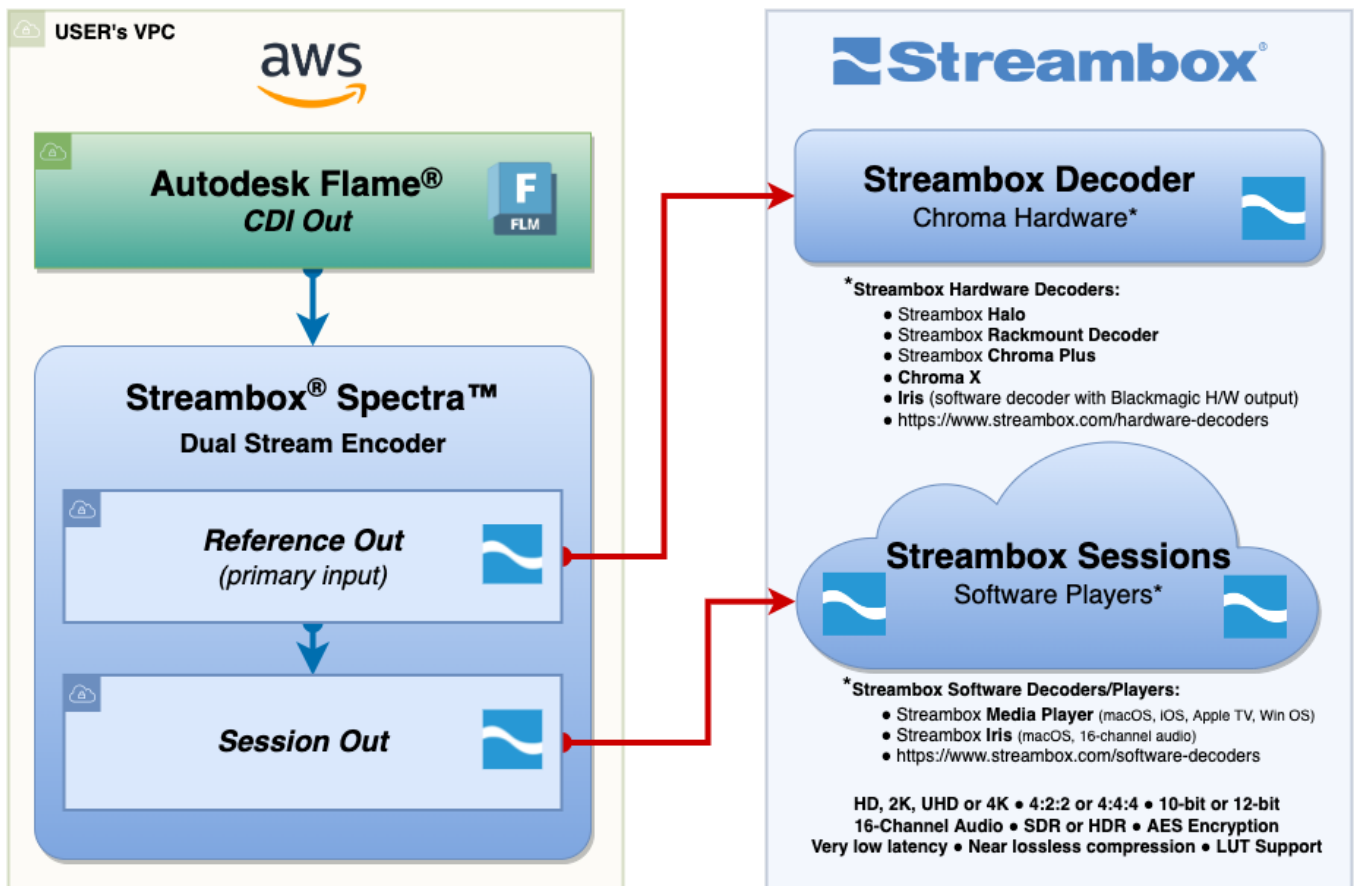 USER's VPC
aws
Autodesk Flame®
CDI Out
F
FLM
Streambox® Spectra™
Dual Stream Encoder
Reference Out
(primary input)
Session Out
Streambox®
Streambox Decoder
Chroma Hardware*
*Streambox Hardware Decoders:
● Streambox Halo
● Streambox Rackmount Decoder
● Streambox Chroma Plus
● Chroma X
● Iris (software decoder with Blackmagic H/W output)
● https://www.streambox.com/hardware-decoders
Streambox Sessions
Software Players*
*Streambox Software Decoders/Players:
● Streambox Media Player (macOS, iOS, Apple TV, Win OS)
● Streambox Iris (macOS, 16-channel audio)
● https://www.streambox.com/software-decoders
HD, 2K, UHD or 4K ● 4:2:2 or 4:4:4 ● 10-bit or 12-bit
16-Channel Audio ● SDR or HDR ● AES Encryption
Very low latency ● Near lossless compression ● LUT Support